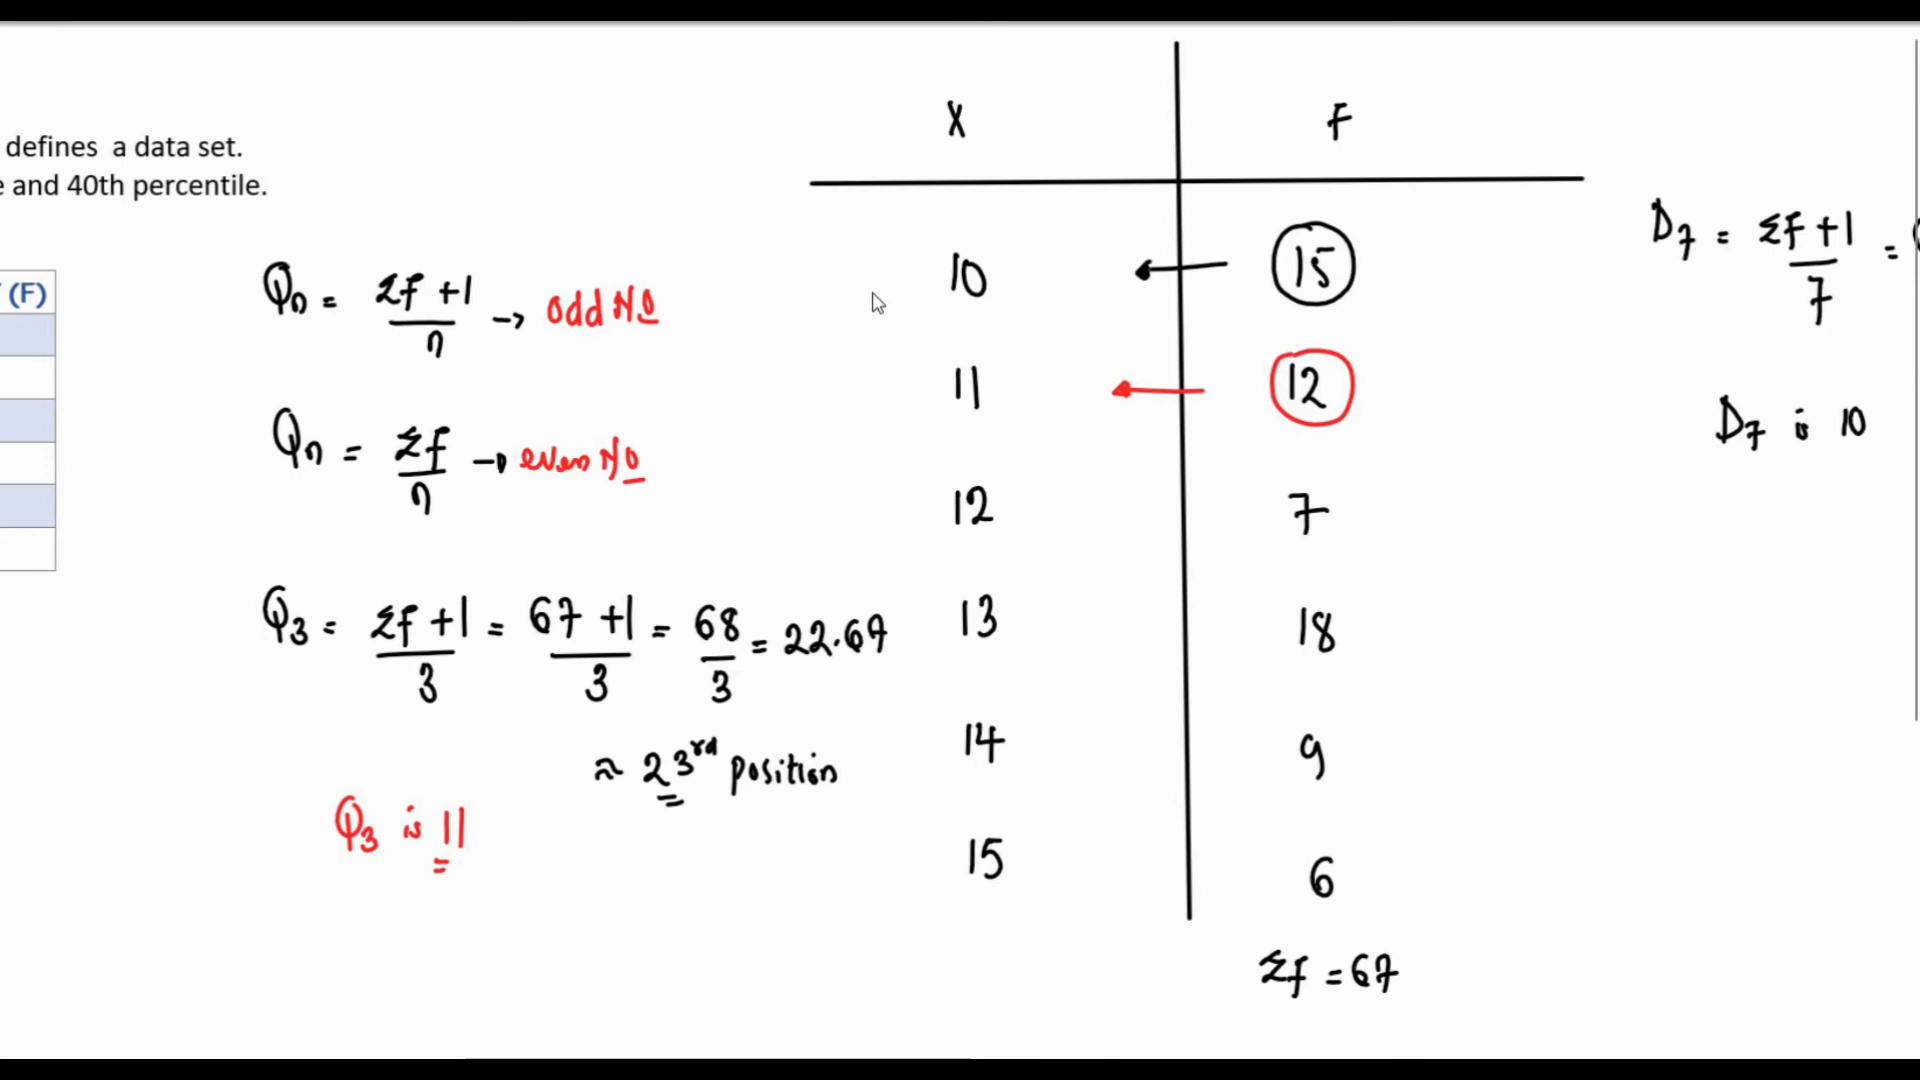 defines a data set.
and 40th percentile.
(F)
Qn = Σf +1 / n → odd No
Qn = Σf / n → even No
Q3 = Σf +1 / 3 = 67 +1 / 3 = 68 / 3 = 22.67
≈ 23rd position
Q3 is 11
X F
10 ← 15
11 ← 12
12 7
13 18
14 9
15 6
Σf = 67
D7 = Σf +1 / 7 =
D7 is 10